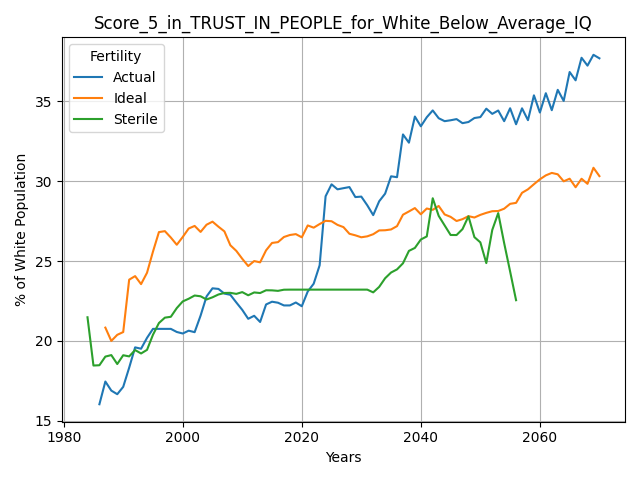 Score_5_in_TRUST_IN_PEOPLE_for_White_Below_Average_IQ
Fertility
Actual
Ideal
Sterile
% of White Population
35
30
25
20
15
1980
2000
2020
2040
2060
Years